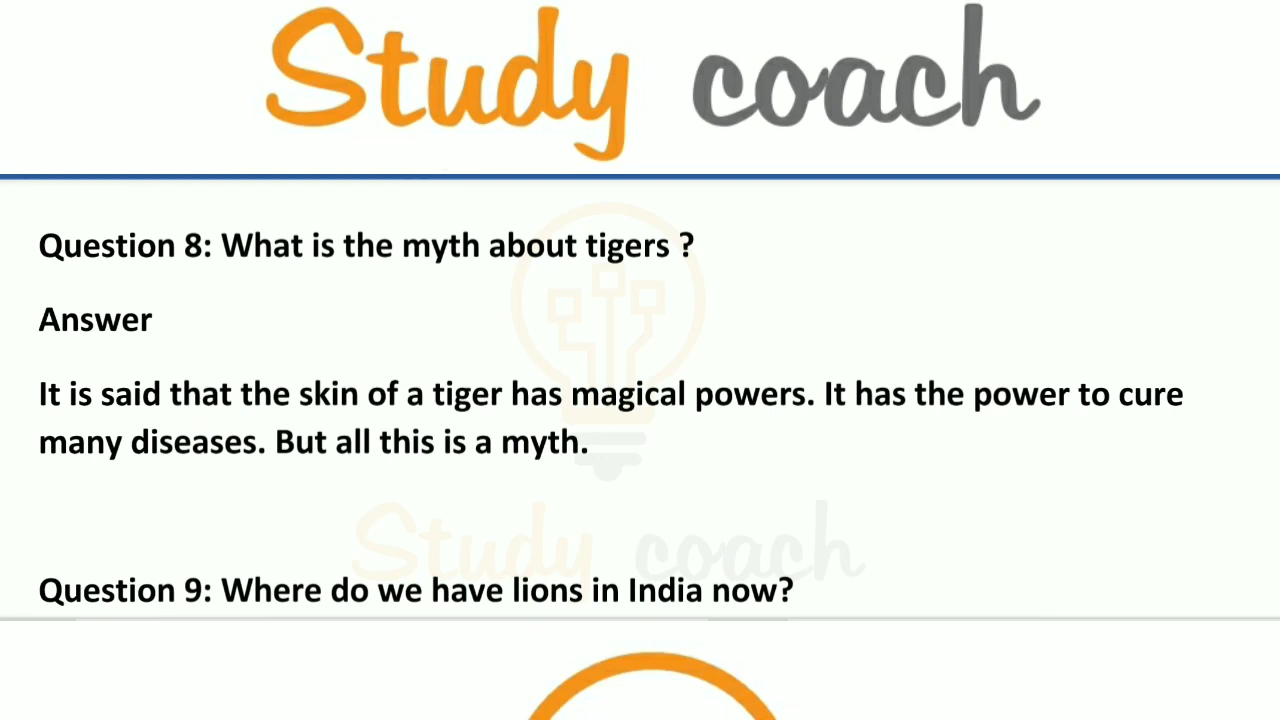 Study coach
Question 8: What is the myth about tigers ?
Answer
It is said that the skin of a tiger has magical powers. It has the power to cure
many diseases. But all this is a myth.
Study coach
Question 9: Where do we have lions in India now?